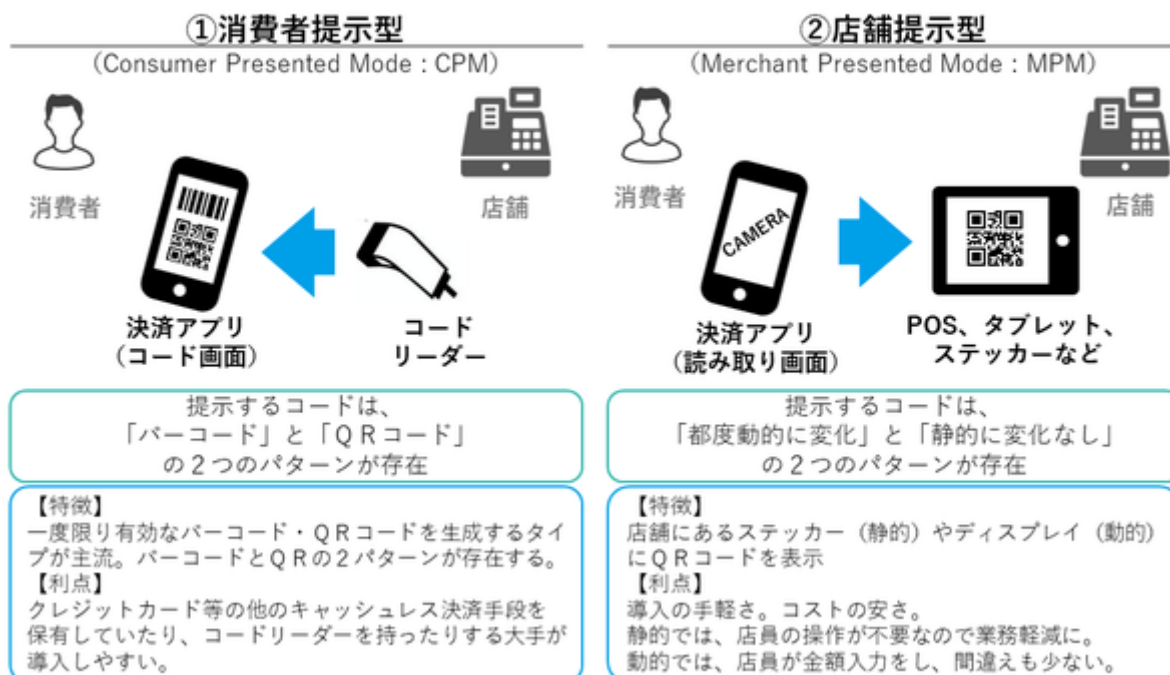 ①消費者提示型
（Consumer Presented Mode : CPM）
消費者
店舗
決済アプリ
（コード画面）
コード
リーダー
提示するコードは、
「バーコード」と「ＱＲコード」
の２つのパターンが存在
【特徴】
一度限り有効なバーコード・ＱＲコードを生成するタイ
プが主流。バーコードとＱＲの２パターンが存在する。
【利点】
クレジットカード等の他のキャッシュレス決済手段を
保有していたり、コードリーダーを持ったりする大手が
導入しやすい。
②店舗提示型
（Merchant Presented Mode : MPM）
消費者
店舗
CAMERA
決済アプリ
（読み取り画面）
POS、タブレット、
ステッカーなど
提示するコードは、
「都度動的に変化」と「静的に変化なし」
の２つのパターンが存在
【特徴】
店舗にあるステッカー（静的）やディスプレイ（動的）
にＱＲコードを表示
【利点】
導入の手軽さ。コストの安さ。
静的では、店員の操作が不要なので業務軽減に。
動的では、店員が金額入力をし、間違えも少ない。